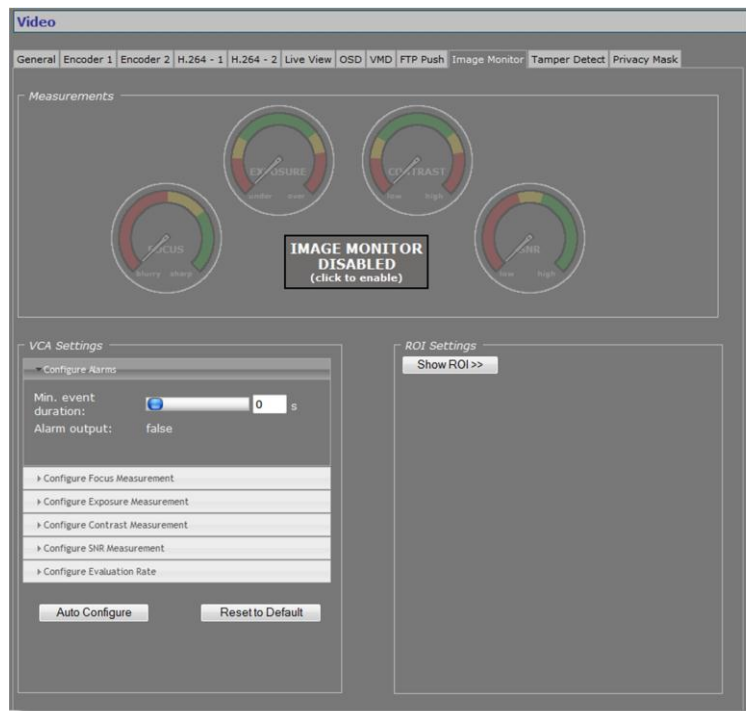 Video
General Encoder 1 Encoder 2 H.264 - 1 H.264 - 2 Live View OSD VMD FTP Push Image Monitor Tamper Detect Privacy Mask
Measurements
EXPOSURE
under over
CONTRAST
low high
FOCUS
blurry sharp
SNR
low high
IMAGE MONITOR
DISABLED
(click to enable)
VCA Settings
Configure Alarms
Min. event
duration:
0 s
Alarm output: false
Configure Focus Measurement
Configure Exposure Measurement
Configure Contrast Measurement
Configure SNR Measurement
Configure Evaluation Rate
Auto Configure Reset to Default
ROI Settings
Show ROI >>